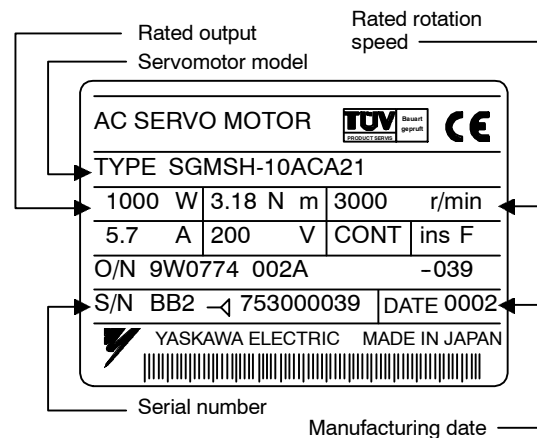 Rated output
Servomotor model
Rated rotation
speed
AC SERVO MOTOR TÜV PRODUCT SERVIS Bauart geprüft CE
TYPE SGMSH-10ACA21
1000 W 3.18 N m 3000 r/min
5.7 A 200 V CONT ins F
O/N 9W0774 002A -039
S/N BB2 753000039 DATE 0002
YASKAWA ELECTRIC MADE IN JAPAN
Serial number
Manufacturing date